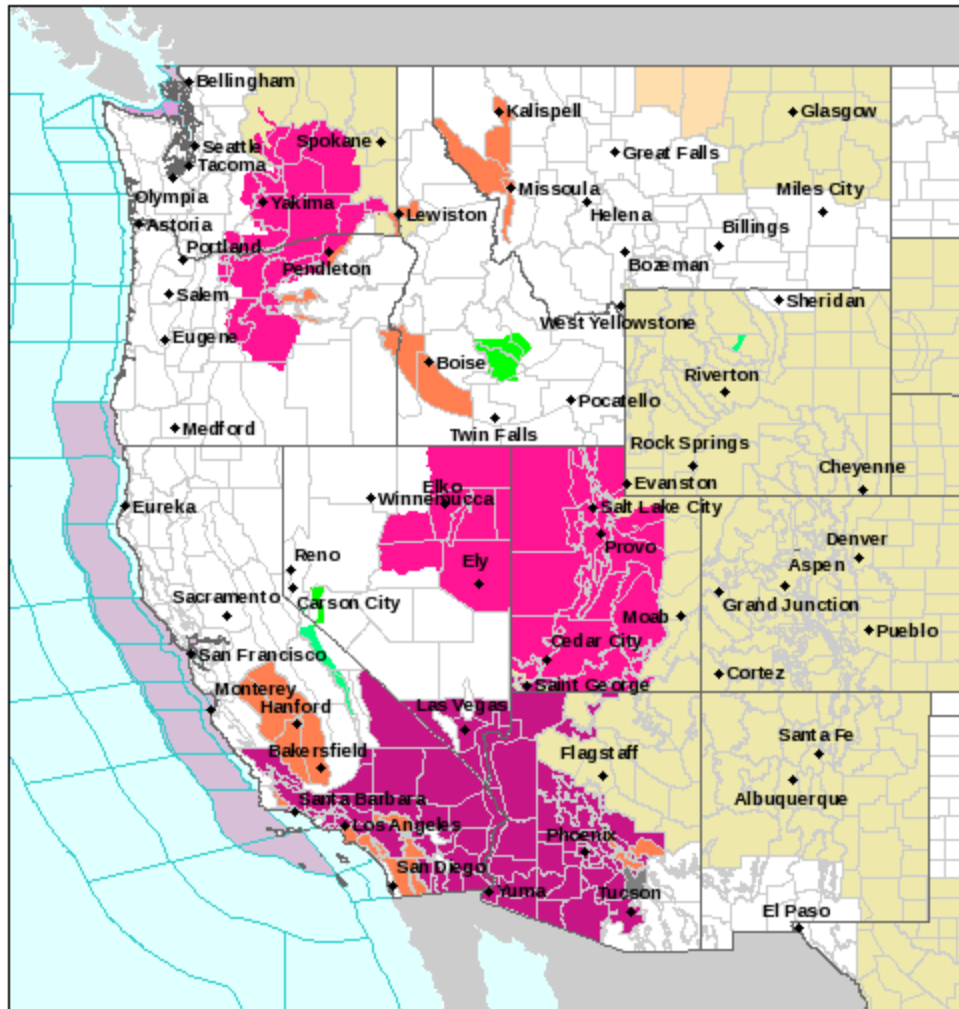 Bellingham
Kalispell
Glasgow
Spokane
Seattle
Great Falls
Tacoma
Missoula
Miles City
Olympia
Yakima
Helena
Lewiston
Astoria
Billings
Portland
Bozeman
Pendleton
Salem
Sheridan
West Yellowstone
Eugene
Boise
Riverton
Pocatello
Medford
Twin Falls
Rock Springs
Cheyenne
Evanston
Elko
Winnemucca
Eureka
Salt Lake City
Denver
Provo
Reno
Ely
Aspen
Sacramento
Carson City
Grand Junction
Moab
Pueblo
Cedar City
San Francisco
Cortez
Saint George
Monterey
Hanford
Las Vegas
Santa Fe
Bakersfield
Flagstaff
Albuquerque
Santa Barbara
Los Angeles
Phoenix
San Diego
Yuma
Tucson
El Paso